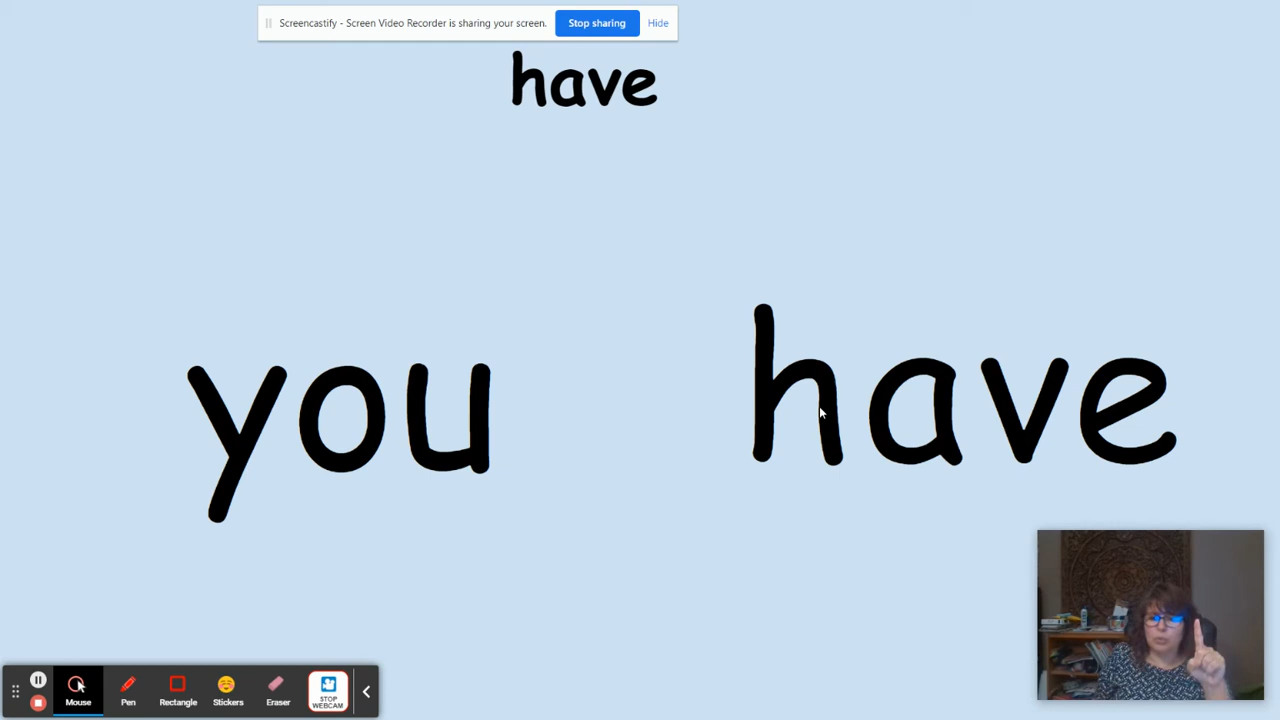 Screencastify - Screen Video Recorder is sharing your screen. Stop sharing Hide
have
you have
Mouse Pen Rectangle Stickers Eraser STOP WEBCAM